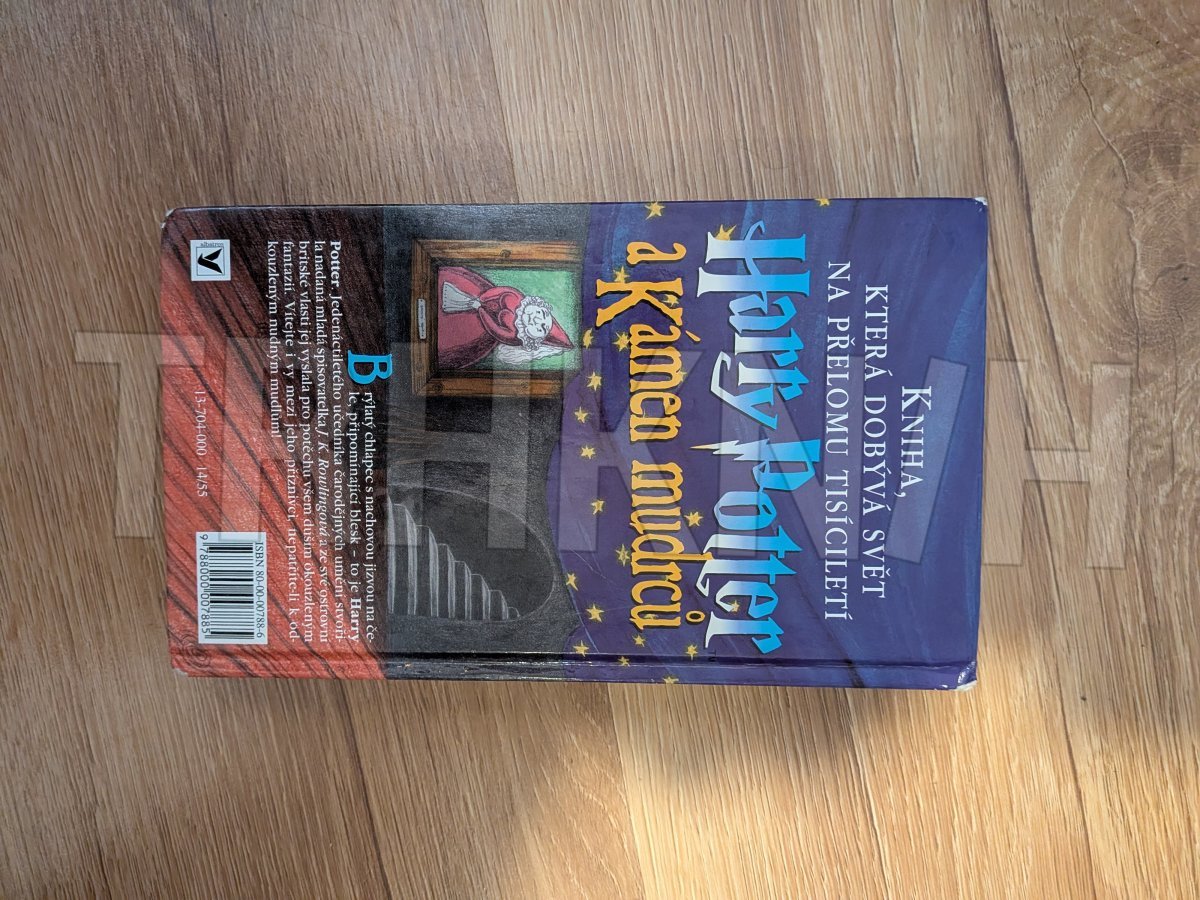 KNIHA,
KTERÁ DOBÝVÁ SVĚT
NA PŘELOMU TISÍCILETÍ
Harry Potter
a Kámen mudrců
Brýlatý chlapec s nachovou jizvou na če-
le, připomínající blesk – to je Harry
Potter. Jedenáctiletého učedníka čarodějných umění stvoři-
la nadaná mladá spisovatelka J. K. Rowlingová a ze své ostrovní
britské vlasti jej vyslala pro potěchu všem duším okouzleným
fantazií. Vítejte i vy mezi jeho příznivci, nepatříte-li k od-
kouzleným nudným mudlům!
albatros
13-704-000 14/55
ISBN 80-00-00788-6
9788000007885